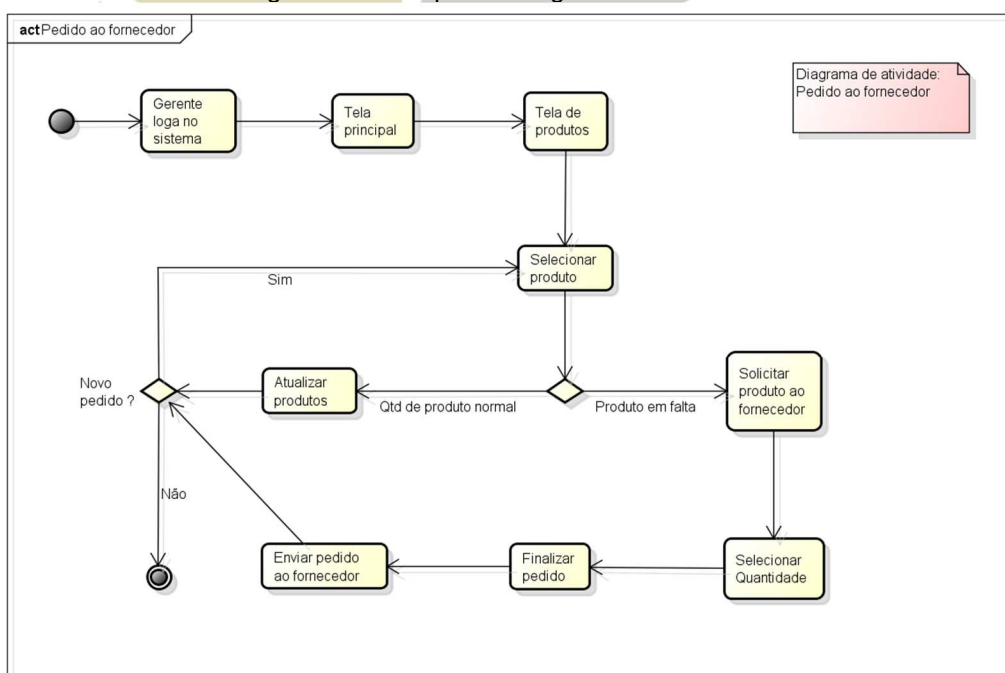 act Pedido ao fornecedor
Diagrama de atividade:
Pedido ao fornecedor
Gerente
loga no
sistema
Tela
principal
Tela de
produtos
Selecionar
produto
Sim
Novo
pedido ?
Atualizar
produtos
Qtd de produto normal
Produto em falta
Solicitar
produto ao
fornecedor
Não
Enviar pedido
ao fornecedor
Finalizar
pedido
Selecionar
Quantidade